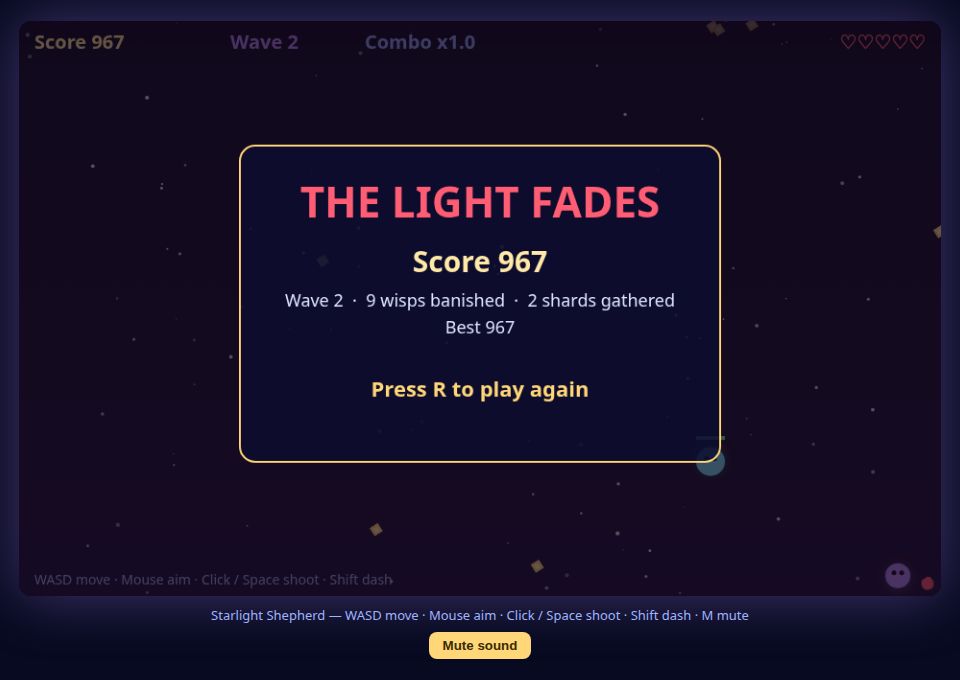 Score 967 Wave 2 Combo x1.0 ♡♡♡♡♡
THE LIGHT FADES
Score 967
Wave 2 · 9 wisps banished · 2 shards gathered
Best 967
Press R to play again
WASD move · Mouse aim · Click / Space shoot · Shift dash
Starlight Shepherd — WASD move · Mouse aim · Click / Space shoot · Shift dash · M mute
Mute sound